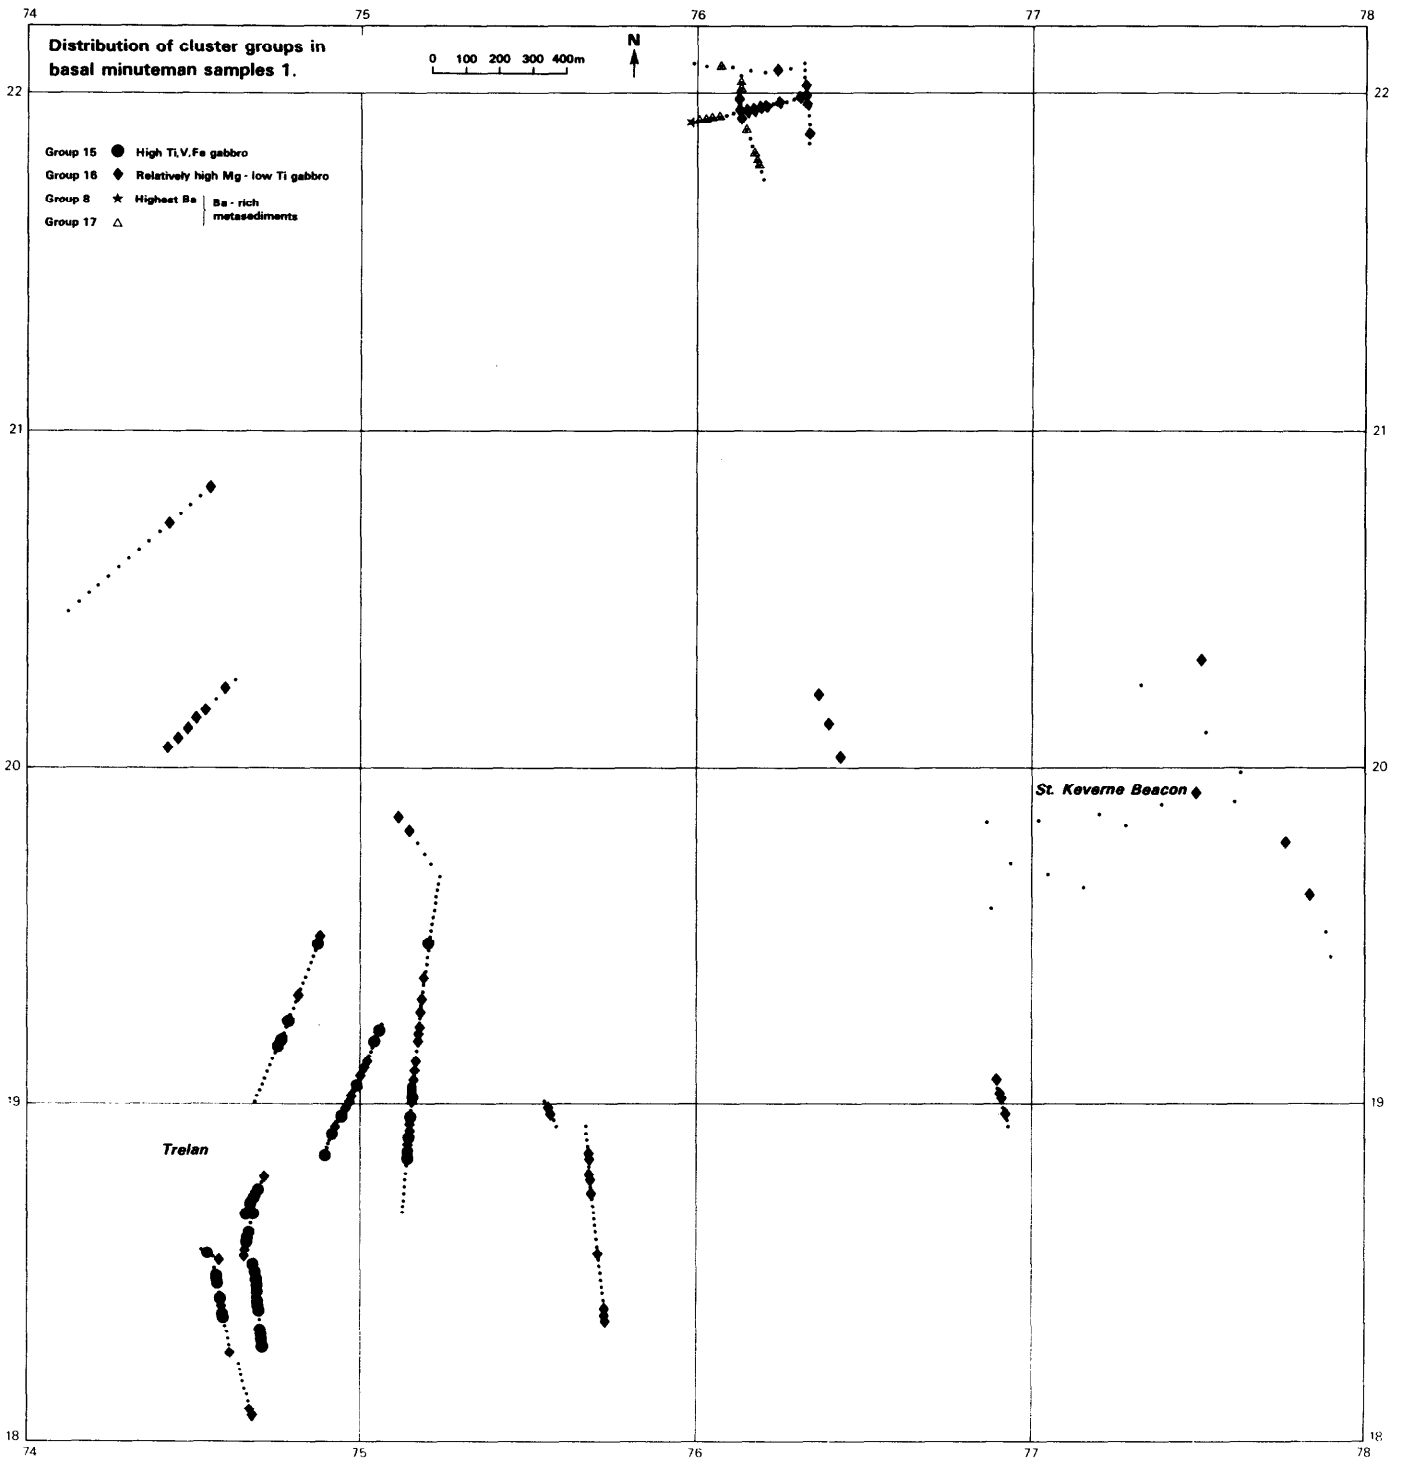 74 75 76 77 78
Distribution of cluster groups in
basal minuteman samples 1.
0 100 200 300 400m
N
22 22
Group 15 High Ti,V,Fe gabbro
Group 16 Relatively high Mg - low Ti gabbro
Group 8 Highest Ba
Ba - rich
metasediments
Group 17
21 21
20 20
St. Keverne Beacon
19 19
Trelan
18 18
74 75 76 77 78